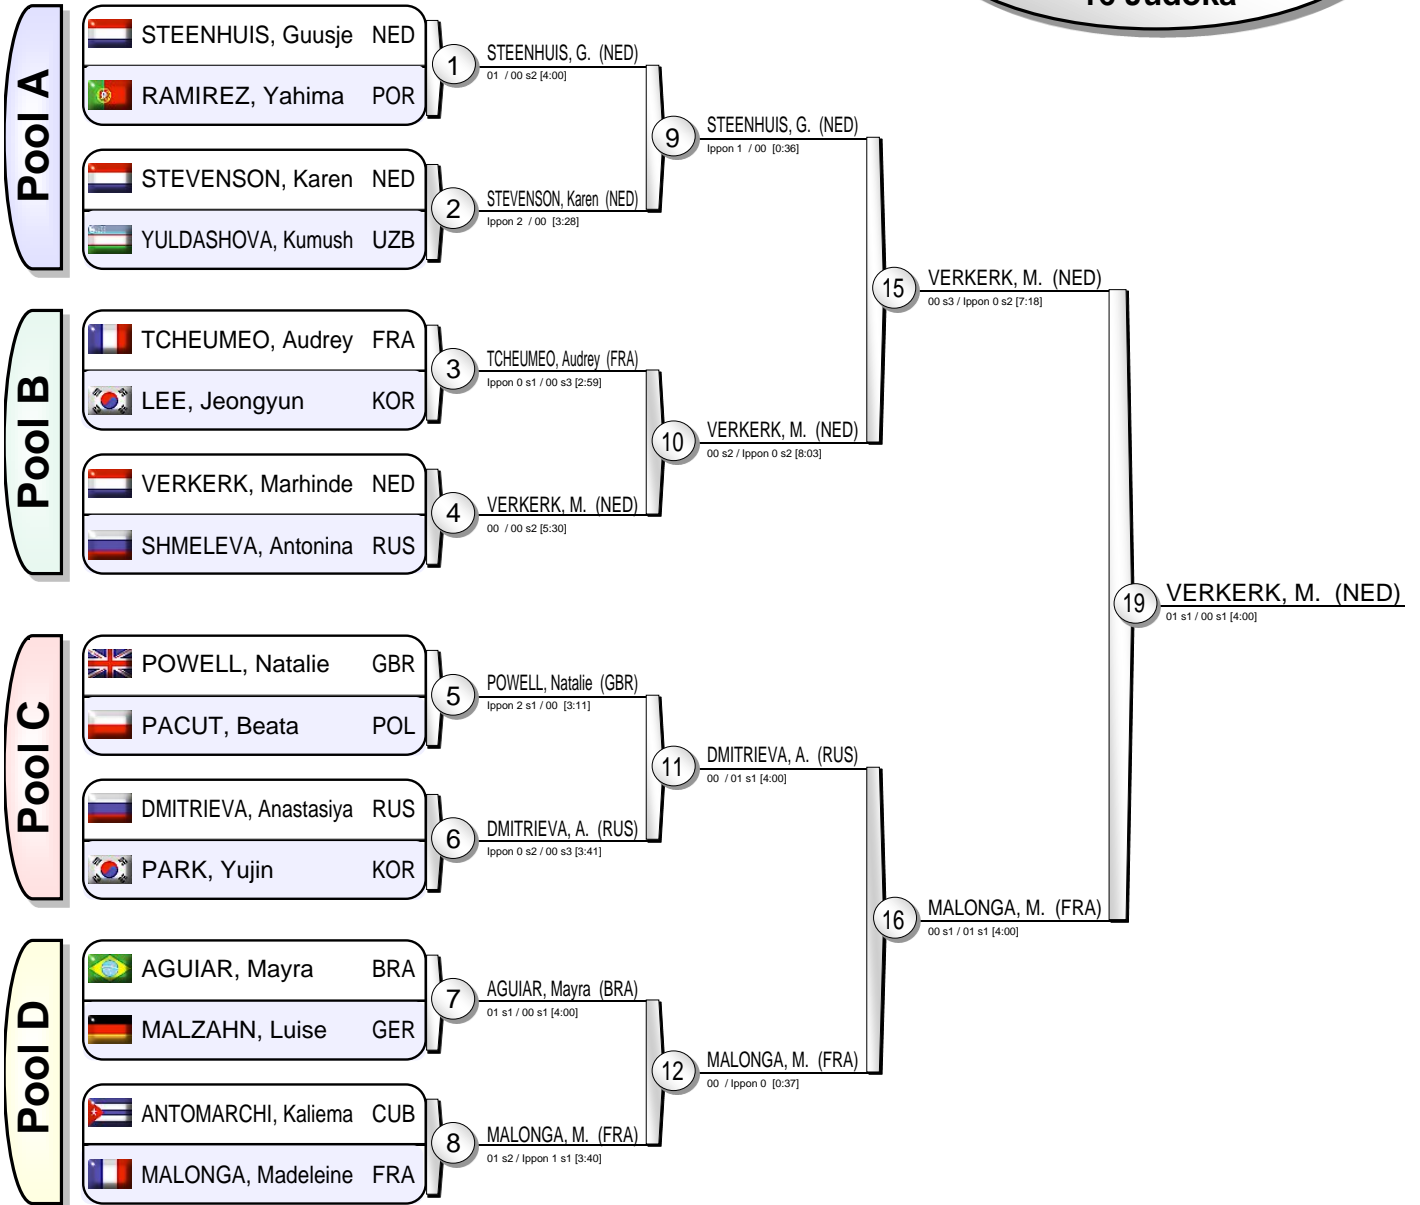 16 Judoka
Pool A
STEENHUIS, Guusje NED
RAMIREZ, Yahima POR
1
STEENHUIS, G. (NED)
01 / 00 s2 [4:00]
STEVENSON, Karen NED
YULDASHOVA, Kumush UZB
2
STEVENSON, Karen (NED)
Ippon 2 / 00 [3:28]
9
STEENHUIS, G. (NED)
Ippon 1 / 00 [0:36]
Pool B
TCHEUMEO, Audrey FRA
LEE, Jeongyun KOR
3
TCHEUMEO, Audrey (FRA)
Ippon 0 s1 / 00 s3 [2:59]
VERKERK, Marhinde NED
SHMELEVA, Antonina RUS
4
VERKERK, M. (NED)
00 / 00 s2 [5:30]
10
VERKERK, M. (NED)
00 s2 / Ippon 0 s2 [8:03]
15
VERKERK, M. (NED)
00 s3 / Ippon 0 s2 [7:18]
Pool C
POWELL, Natalie GBR
PACUT, Beata POL
5
POWELL, Natalie (GBR)
Ippon 2 s1 / 00 [3:11]
DMITRIEVA, Anastasiya RUS
PARK, Yujin KOR
6
DMITRIEVA, A. (RUS)
Ippon 0 s2 / 00 s3 [3:41]
11
DMITRIEVA, A. (RUS)
00 / 01 s1 [4:00]
Pool D
AGUIAR, Mayra BRA
MALZAHN, Luise GER
7
AGUIAR, Mayra (BRA)
01 s1 / 00 s1 [4:00]
ANTOMARCHI, Kaliema CUB
MALONGA, Madeleine FRA
8
MALONGA, M. (FRA)
01 s2 / Ippon 1 s1 [3:40]
12
MALONGA, M. (FRA)
00 / Ippon 0 [0:37]
16
MALONGA, M. (FRA)
00 s1 / 01 s1 [4:00]
19
VERKERK, M. (NED)
01 s1 / 00 s1 [4:00]